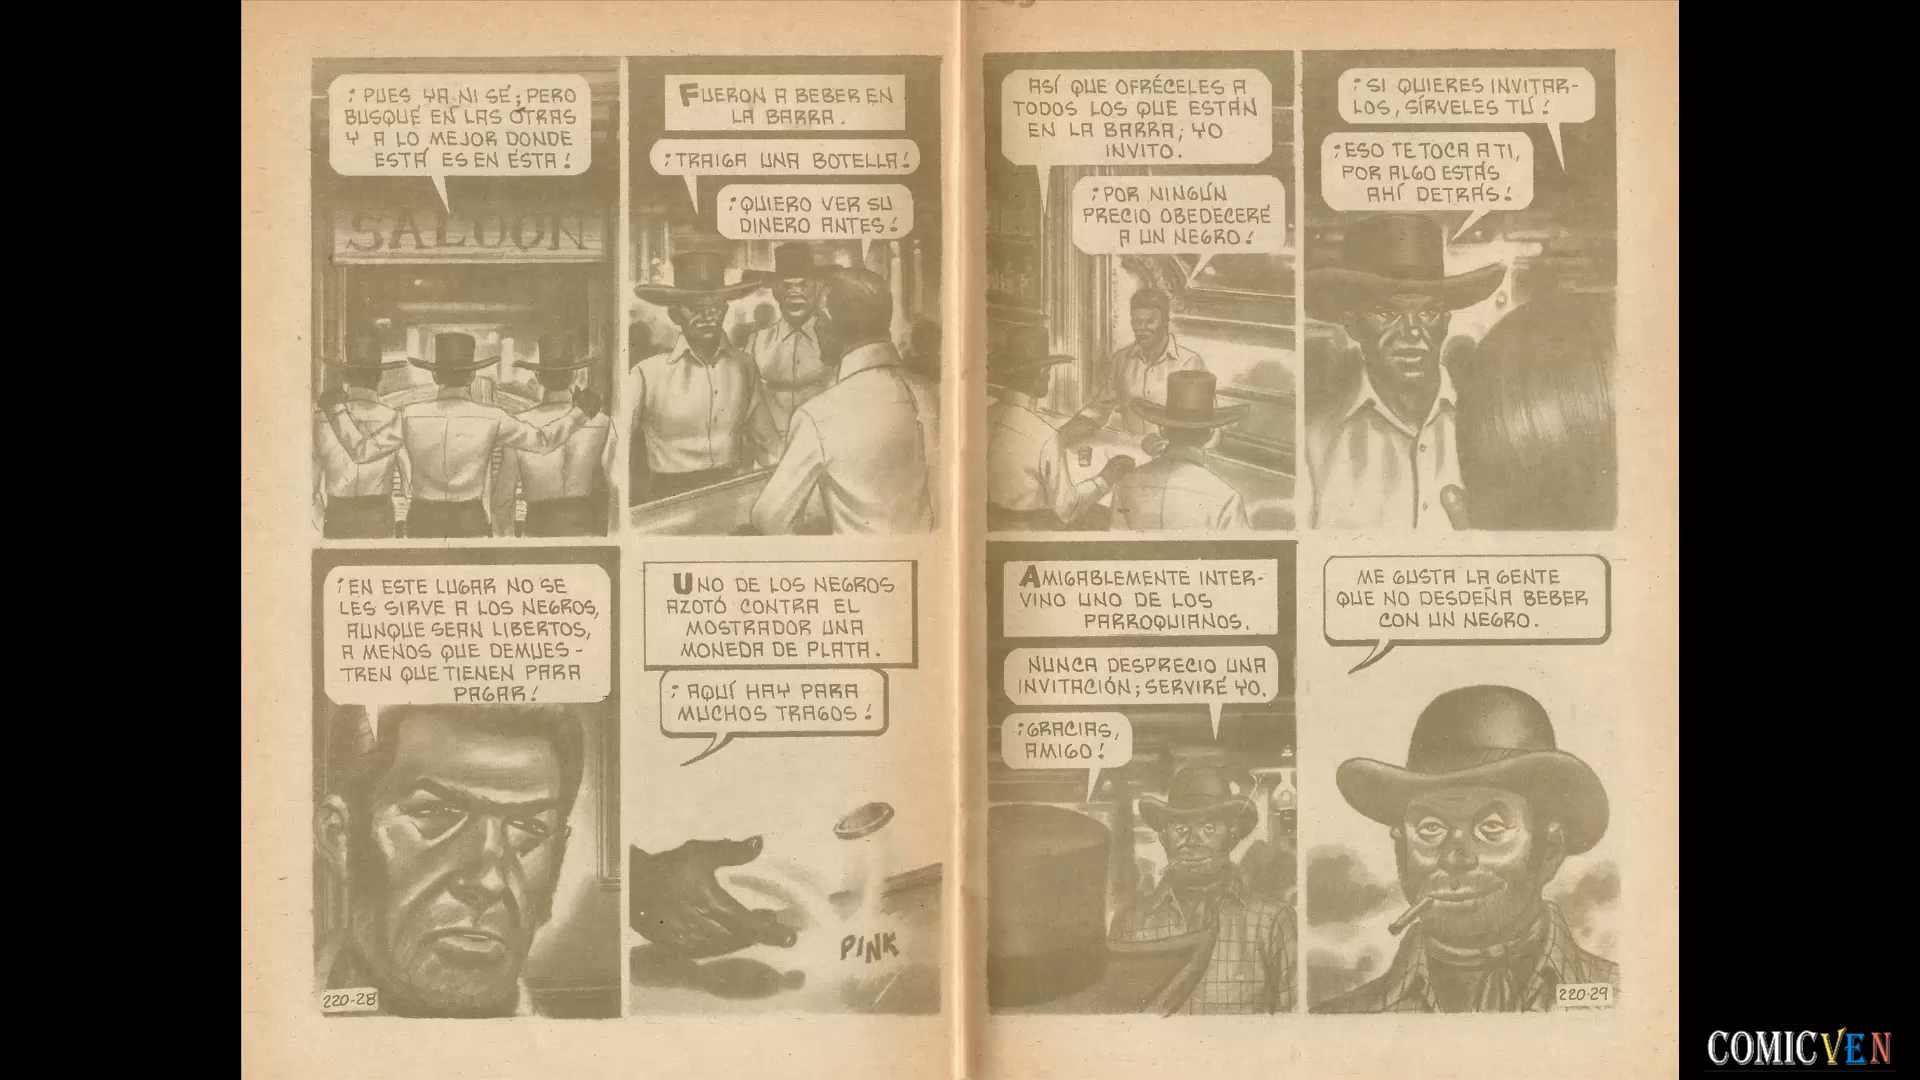 ¡PUES YA NI SÉ; PERO
BUSQUÉ EN LAS OTRAS
Y A LO MEJOR DONDE
ESTÁ ES EN ÉSTA!
SALOON
FUERON A BEBER EN
LA BARRA.
¡TRAIGA UNA BOTELLA!
¡QUIERO VER SU
DINERO ANTES!
¡EN ESTE LUGAR NO SE
LES SIRVE A LOS NEGROS,
AUNQUE SEAN LIBERTOS,
A MENOS QUE DEMUES-
TREN QUE TIENEN PARA
PAGAR!
220-28
UNO DE LOS NEGROS
AZOTÓ CONTRA EL
MOSTRADOR UNA
MONEDA DE PLATA.
¡AQUÍ HAY PARA
MUCHOS TRAGOS!
PINK
ASÍ QUE OFRÉCELES A
TODOS LOS QUE ESTÁN
EN LA BARRA; YO
INVITO.
¡POR NINGÚN
PRECIO OBEDECERÉ
A UN NEGRO!
¡SI QUIERES INVITAR-
LOS, SÍRVELES TÚ!
¡ESO TE TOCA A TI,
POR ALGO ESTÁS
AHÍ DETRÁS!
AMIGABLEMENTE INTER-
VINO UNO DE LOS
PARROQUIANOS.
NUNCA DESPRECIO UNA
INVITACIÓN; SERVIRÉ YO.
¡GRACIAS,
AMIGO!
ME GUSTA LA GENTE
QUE NO DESDEÑA BEBER
CON UN NEGRO.
220-29
COMICVEN